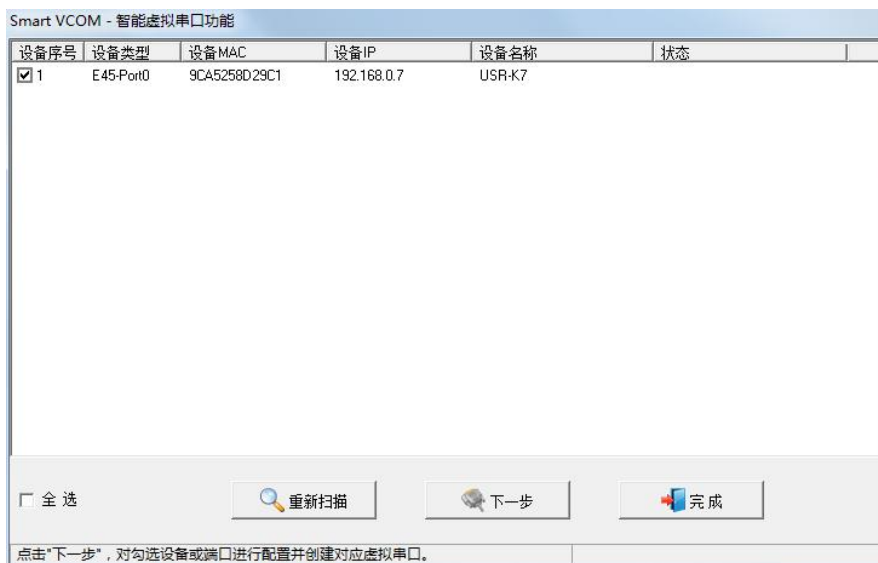 Smart VCOM - 智能虚拟串口功能
设备序号 设备类型 设备MAC 设备IP 设备名称 状态
1 E45-Port0 9CA5258D29C1 192.168.0.7 USR-K7
全选 重新扫描 下一步 完成
点击"下一步"，对勾选设备或端口进行配置并创建对应虚拟串口。